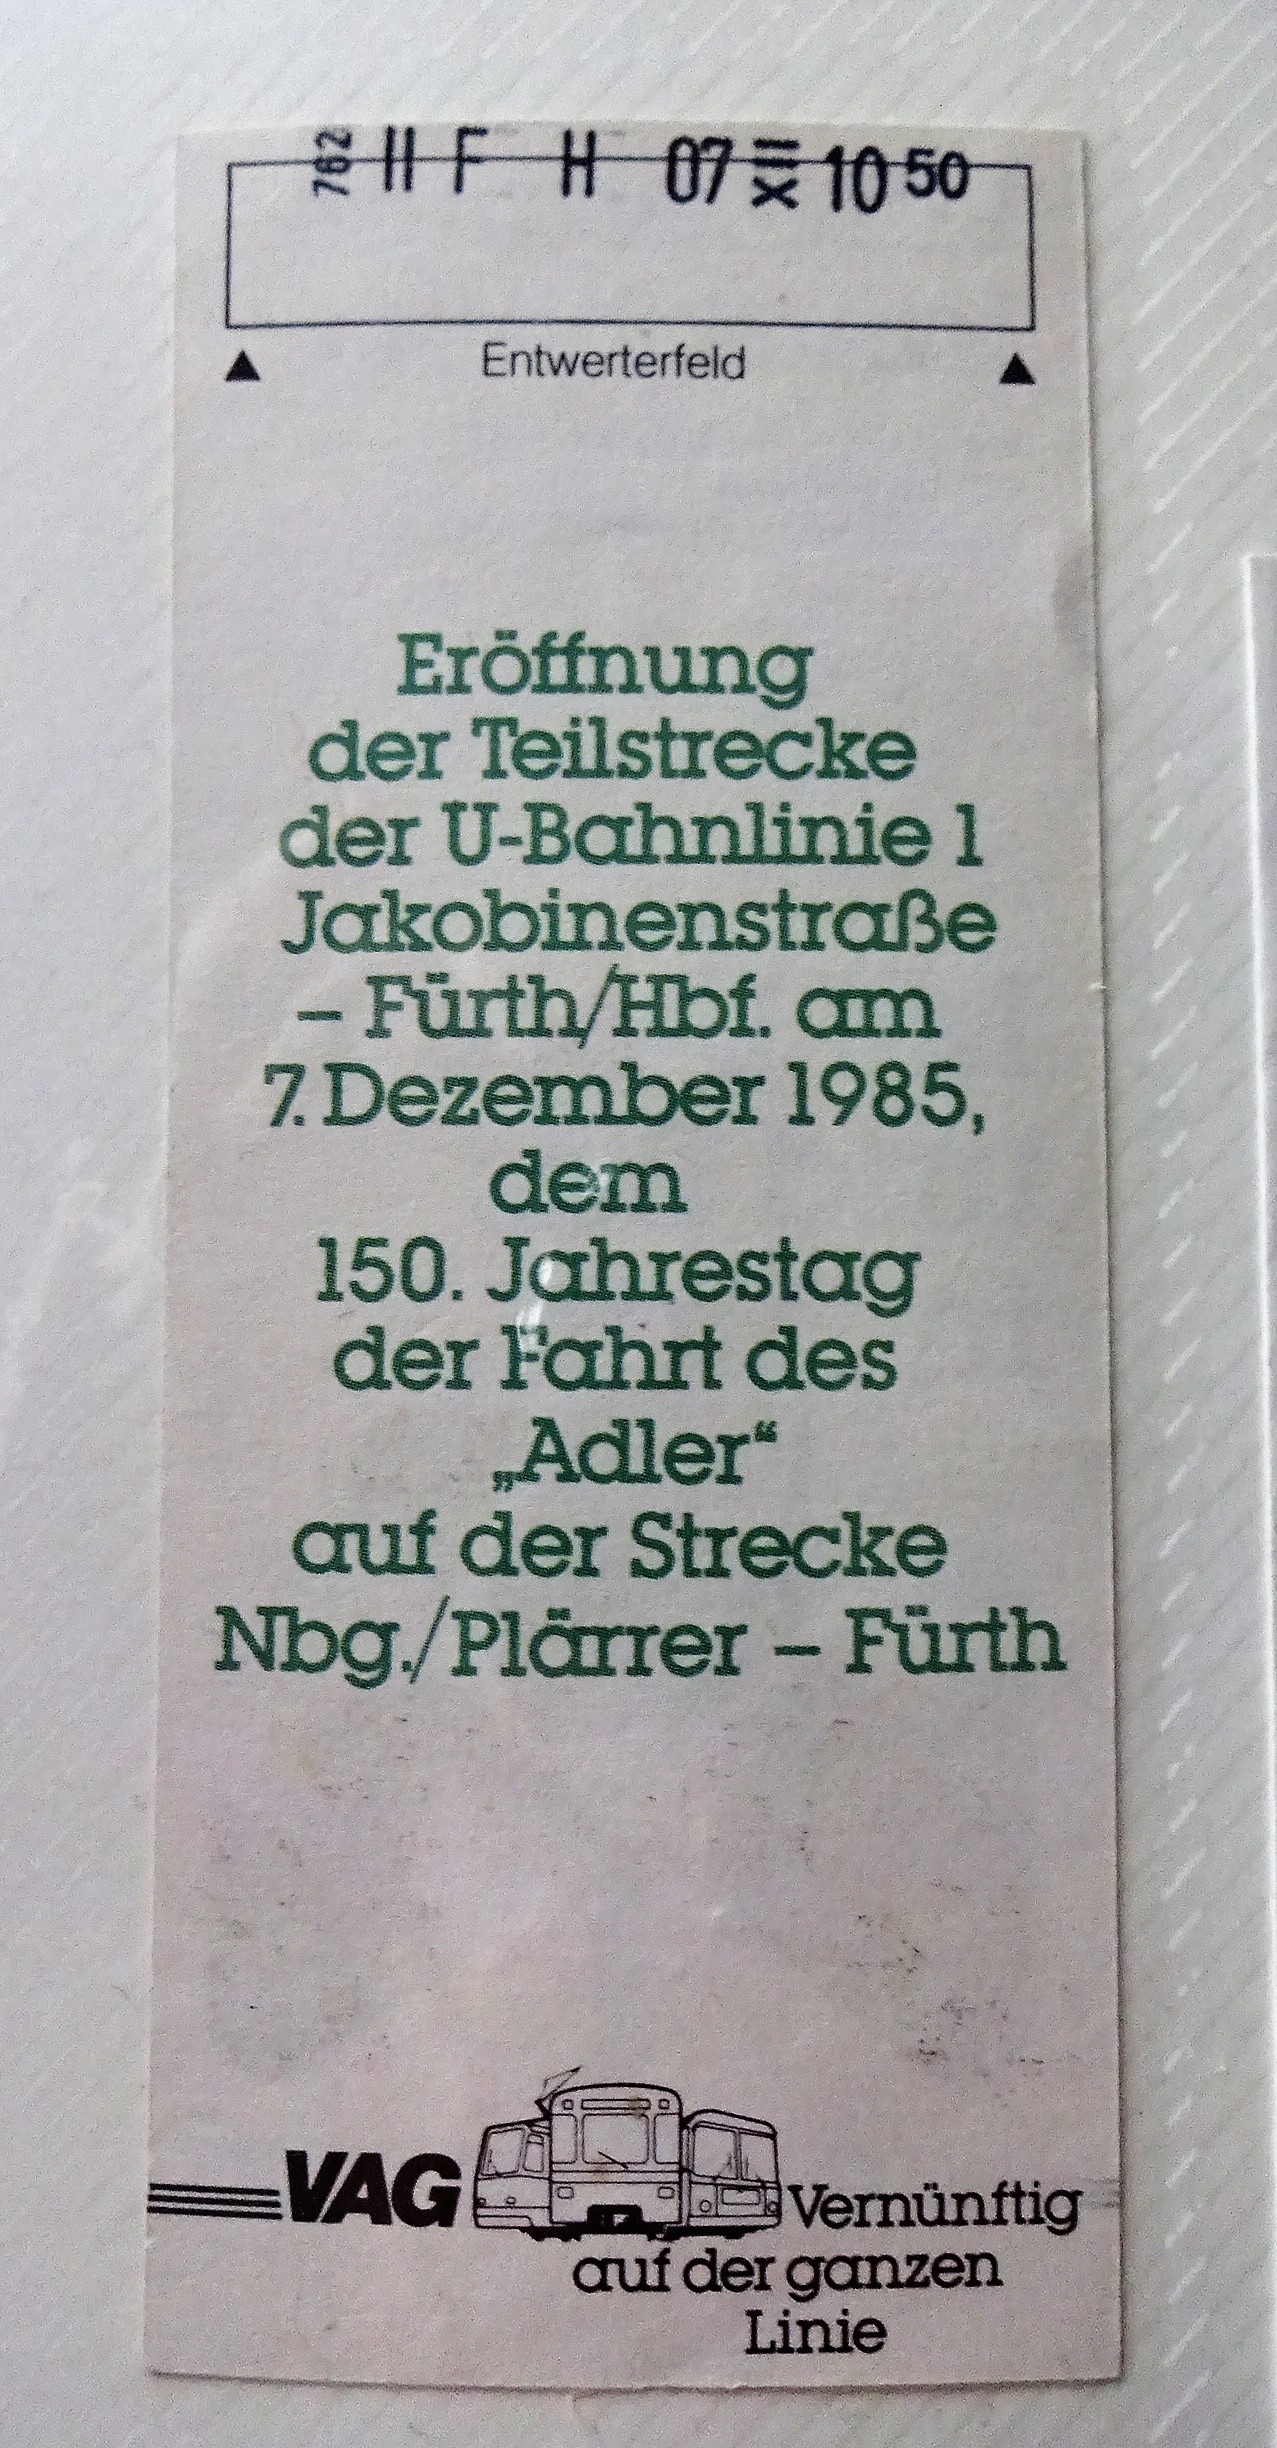 762 II F H 07 XII 10 50
Entwerterfeld
Eröffnung
der Teilstrecke
der U-Bahnlinie 1
Jakobinenstraße
– Fürth/Hbf. am
7. Dezember 1985,
dem
150. Jahrestag
der Fahrt des
„Adler“
auf der Strecke
Nbg./Plärrer – Fürth
VAG Vernünftig
auf der ganzen
Linie